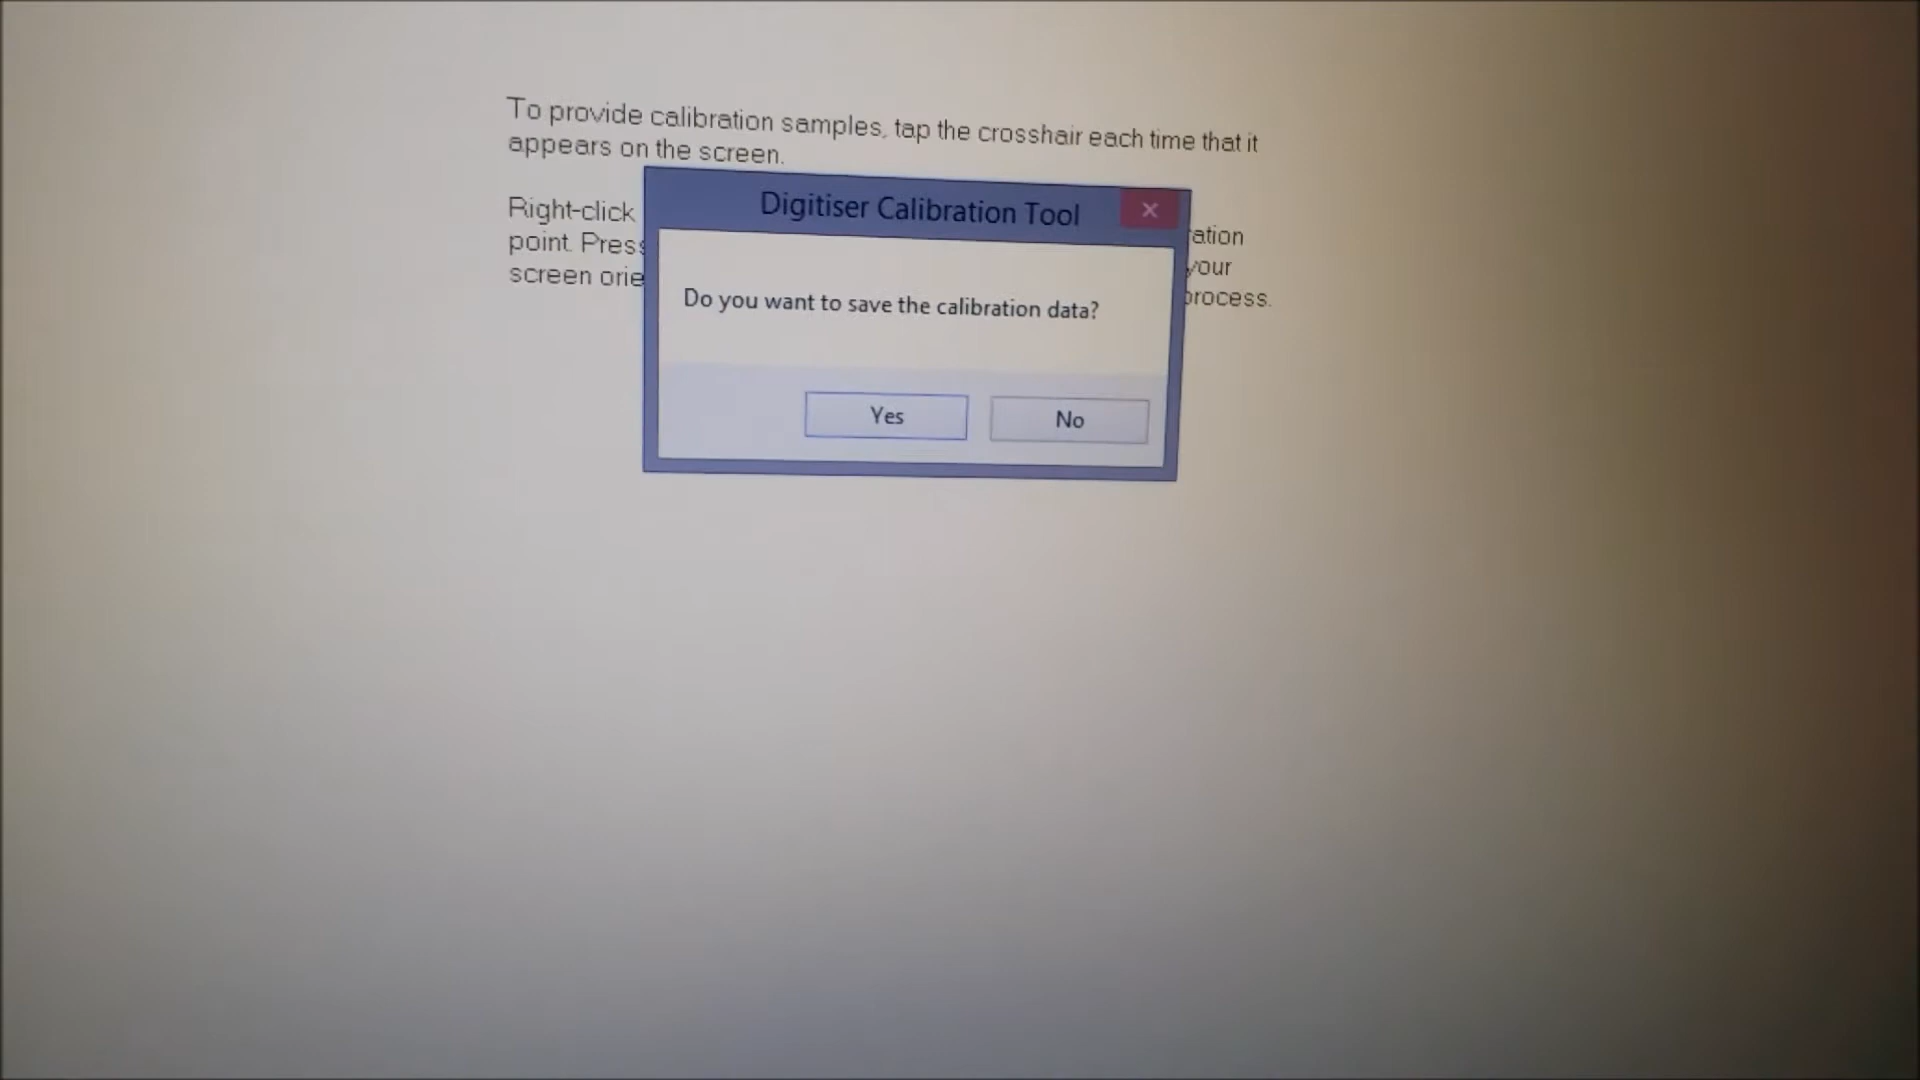 To provide calibration samples, tap the crosshair each time that it
appears on the screen.
Right-click
ation
point. Press
your
screen orie
process.
Digitiser Calibration Tool
Do you want to save the calibration data?
Yes
No